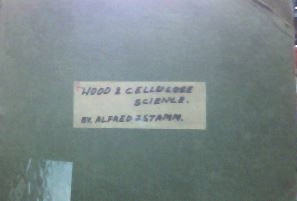 WOOD & CELLULOSE
SCIENCE.
BY. ALFRED J STAMM.